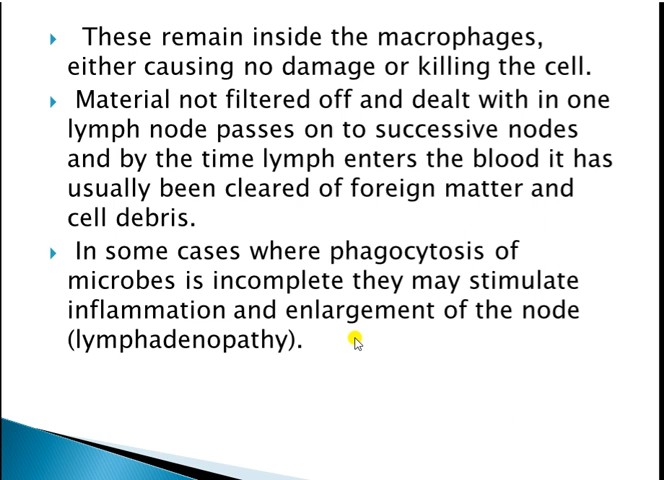 These remain inside the macrophages,
either causing no damage or killing the cell.
Material not filtered off and dealt with in one
lymph node passes on to successive nodes
and by the time lymph enters the blood it has
usually been cleared of foreign matter and
cell debris.
In some cases where phagocytosis of
microbes is incomplete they may stimulate
inflammation and enlargement of the node
(lymphadenopathy).